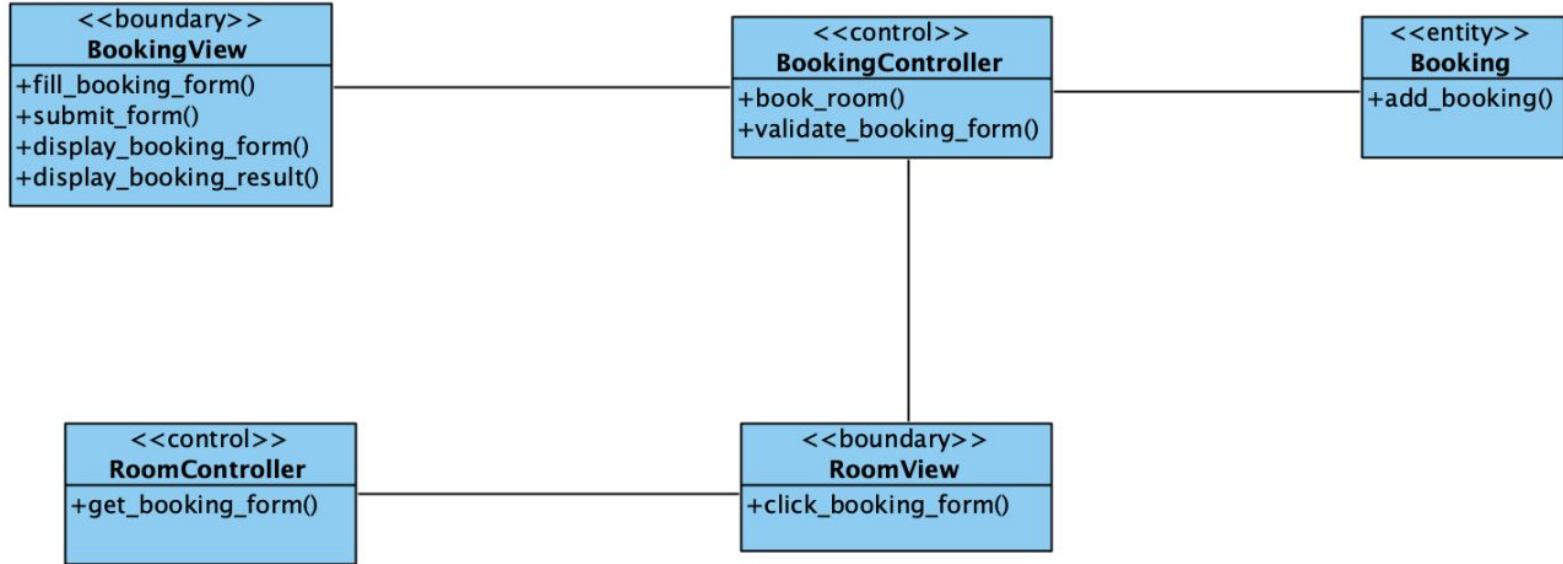 <<boundary>>
BookingView
+fill_booking_form()
+submit_form()
+display_booking_form()
+display_booking_result()
<<control>>
BookingController
+book_room()
+validate_booking_form()
<<entity>>
Booking
+add_booking()
<<control>>
RoomController
+get_booking_form()
<<boundary>>
RoomView
+click_booking_form()